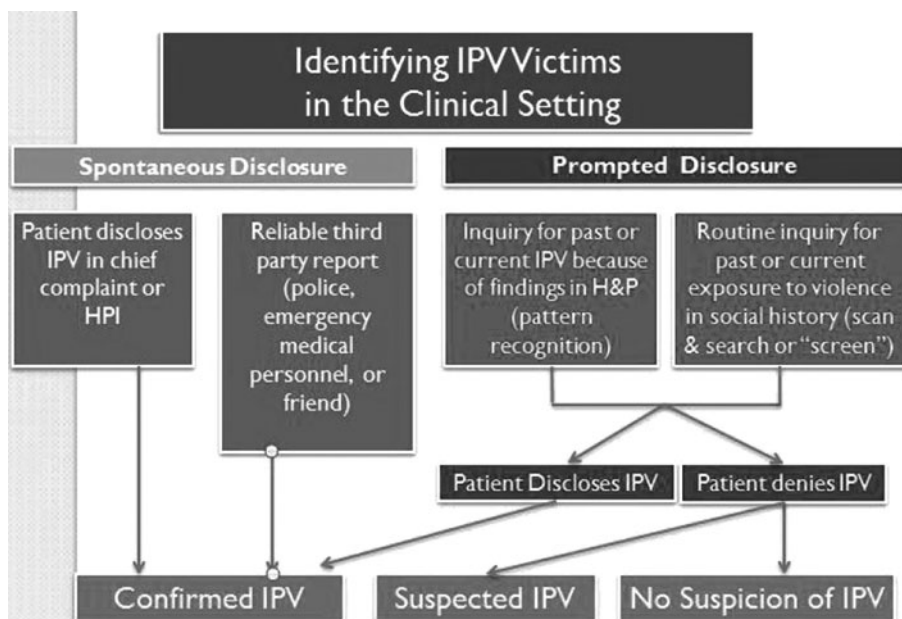 Identifying IPV Victims
in the Clinical Setting
Spontaneous Disclosure
Prompted Disclosure
Patient discloses
IPV in chief
complaint or
HPI
Reliable third
party report
(police,
emergency
medical
personnel, or
friend)
Inquiry for past or
current IPV because
of findings in H&P
(pattern
recognition)
Routine inquiry for
past or current
exposure to violence
in social history (scan
& search or “screen”)
Patient Discloses IPV
Patient denies IPV
Confirmed IPV
Suspected IPV
No Suspicion of IPV